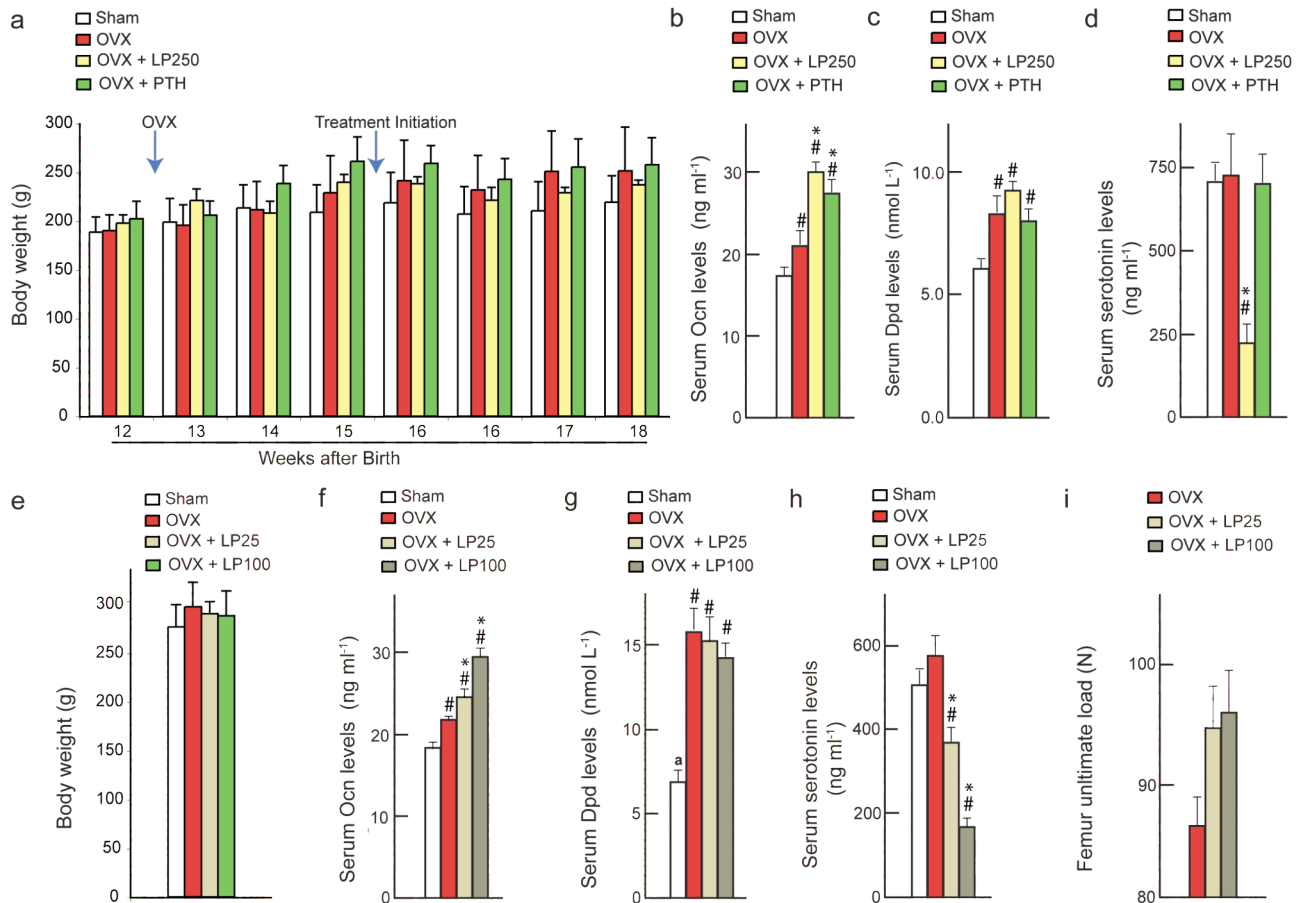 a
Sham
OVX
OVX + LP250
OVX + PTH
OVX
Treatment Initiation
Body weight (g)
300
250
200
150
100
50
0
12 13 14 15 16 16 17 18
Weeks after Birth
b
Sham
OVX
OVX + LP250
OVX + PTH
Serum Ocn levels (ng ml-1)
30
20
10
0
#
*
#
*
#
c
Sham
OVX
OVX + LP250
OVX + PTH
Serum Dpd levels (nmol L-1)
10.0
5.0
0.0
# # #
d
Sham
OVX
OVX + LP250
OVX + PTH
Serum serotonin levels
(ng ml-1)
750
500
250
0
*
#
e
Sham
OVX
OVX + LP25
OVX + LP100
Body weight (g)
300
250
200
150
100
50
0
f
Sham
OVX
OVX + LP25
OVX + LP100
Serum Ocn levels (ng ml-1)
30
20
10
0
#
*
#
*
#
g
Sham
OVX
OVX + LP25
OVX + LP100
Serum Dpd levels (nmol L-1)
15
10
5
0
a
# # #
h
Sham
OVX
OVX + LP25
OVX + LP100
Serum serotonin levels
(ng ml-1)
600
400
200
0
*
#
*
#
i
OVX
OVX + LP25
OVX + LP100
Femur unltimate load (N)
100
90
80